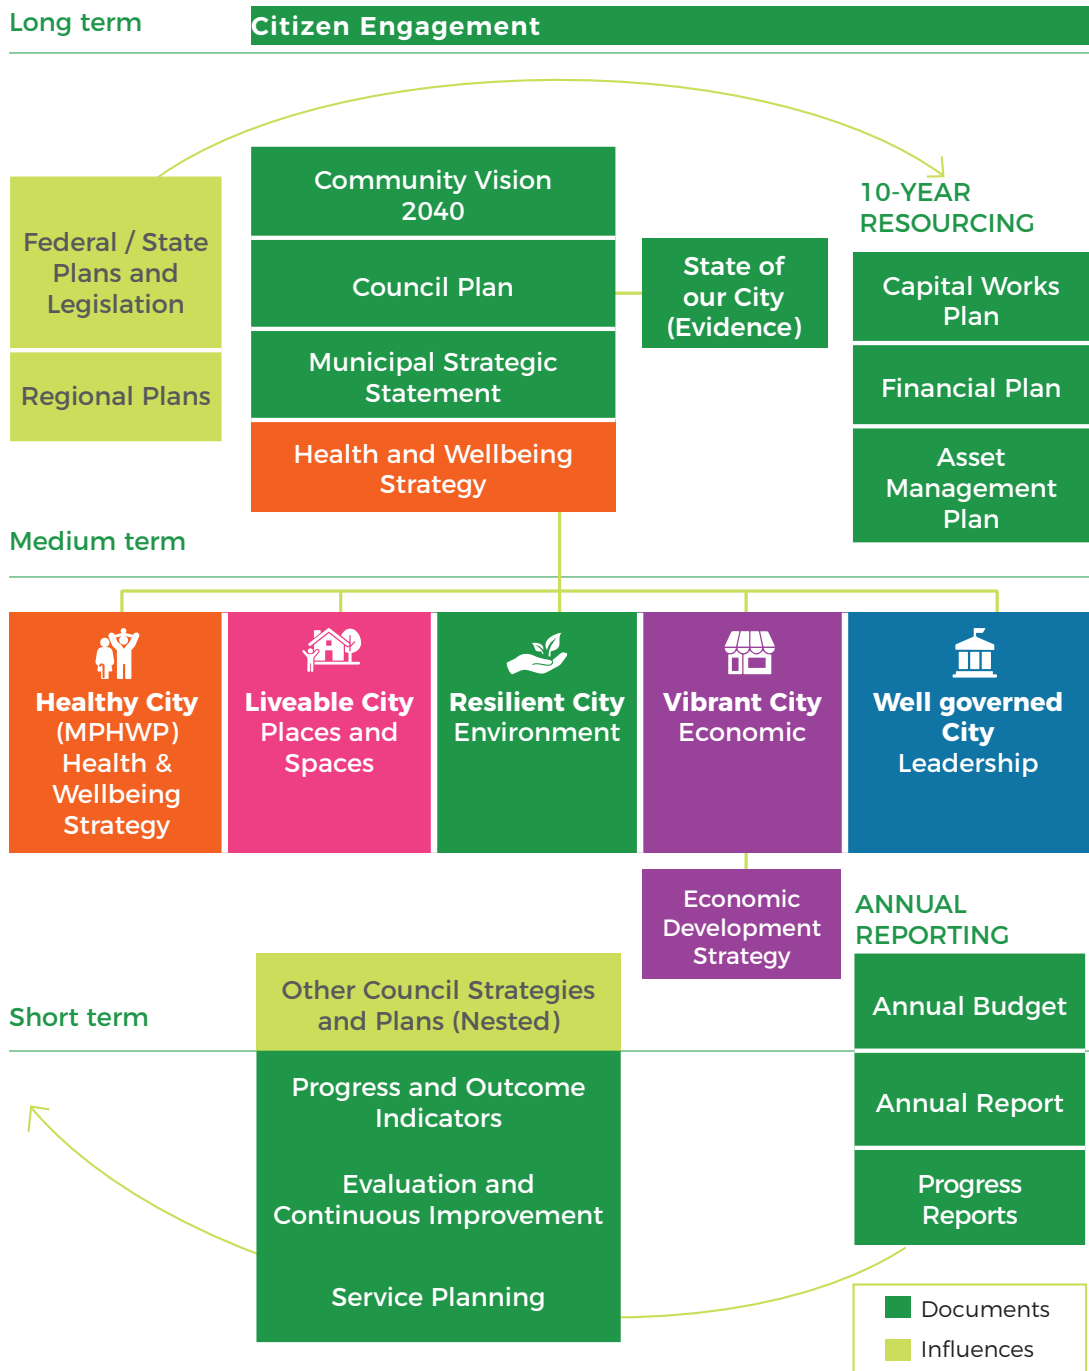 Long term
Citizen Engagement
Federal / State
Plans and
Legislation
Regional Plans
Community Vision
2040
Council Plan
Municipal Strategic
Statement
Health and Wellbeing
Strategy
State of
our City
(Evidence)
10-YEAR
RESOURCING
Capital Works
Plan
Financial Plan
Asset
Management
Plan
Medium term
Healthy City
(MPHWP)
Health &
Wellbeing
Strategy
Liveable City
Places and
Spaces
Resilient City
Environment
Vibrant City
Economic
Well governed
City
Leadership
Economic
Development
Strategy
Short term
Other Council Strategies
and Plans (Nested)
Progress and Outcome
Indicators
Evaluation and
Continuous Improvement
Service Planning
ANNUAL
REPORTING
Annual Budget
Annual Report
Progress
Reports
Documents
Influences